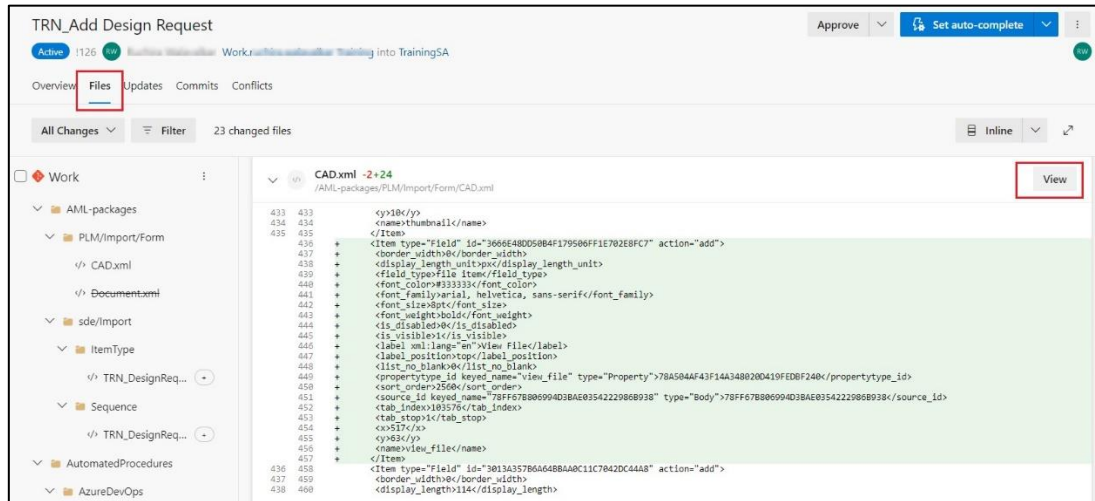 TRN_Add Design Request
Approve
Set auto-complete
Active !126 RW into TrainingSA
RW
Overview Files Updates Commits Conflicts
All Changes Filter 23 changed files
Inline
Work
AML-packages
PLM/Import/Form
CAD.xml
Document.xml
sde/Import
ItemType
TRN_DesignReq...
Sequence
TRN_DesignReq...
AutomatedProcedures
AzureDevOps
CAD.xml -2+24
/AML-packages/PLM/Import/Form/CAD.xml
View
433 433 <y>10</y>
434 434 <name>thumbnail</name>
435 435 </Item>
436 + <Item type="Field" id="3666E48DD50B4F179506FF1E702E8FC7" action="add">
437 + <border_width>0</border_width>
438 + <display_length_unit>px</display_length_unit>
439 + <field_type>file item</field_type>
440 + <font_color>#333333</font_color>
441 + <font_family>arial, helvetica, sans-serif</font_family>
442 + <font_size>8pt</font_size>
443 + <font_weight>bold</font_weight>
444 + <is_disabled>0</is_disabled>
445 + <is_visible>1</is_visible>
446 + <label xml:lang="en">View File</label>
447 + <label_position>top</label_position>
448 + <list_no_blank>0</list_no_blank>
449 + <propertytype_id keyed_name="view_file" type="Property">78A504AF43F14A348020D419FEDBF240</propertytype_id>
450 + <sort_order>2560</sort_order>
451 + <source_id keyed_name="78FF67B806994D3BAE0354222986B938" type="Body">78FF67B806994D3BAE0354222986B938</source_id>
452 + <tab_index>103576</tab_index>
453 + <tab_stop>1</tab_stop>
454 + <x>517</x>
455 + <y>63</y>
456 + <name>view_file</name>
457 + </Item>
436 458 <Item type="Field" id="3013A357B6A64BBAA0C11C7042DC44A8" action="add">
437 459 <border_width>0</border_width>
438 460 <display_length>114</display_length>